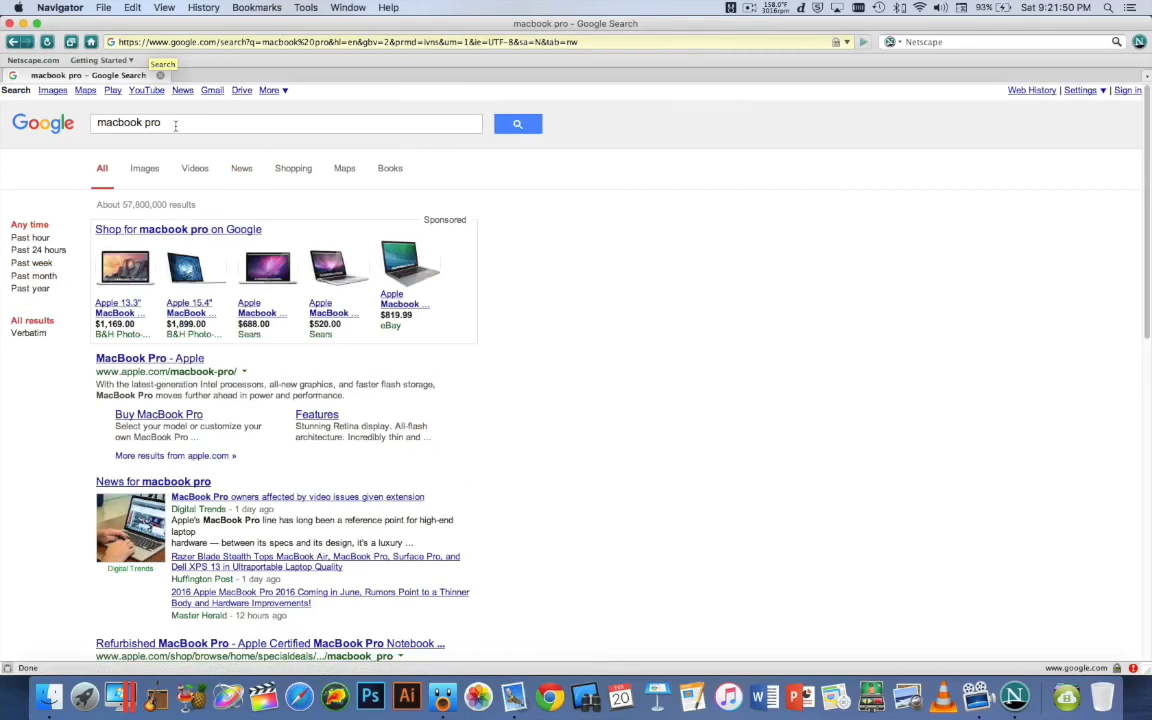 Navigator File Edit View History Bookmarks Tools Window Help 158.0° 3016rpm 93% Sat 9:21:50 PM
macbook pro - Google Search
https://www.google.com/search?q=macbook%20pro&hl=en&gbv=2&prmd=ivns&um=1&ie=UTF-8&sa=N&tab=nw Netscape
Netscape.com Getting Started
Search
macbook pro - Google Search
Search Images Maps Play YouTube News Gmail Drive More Web History | Settings | Sign in
Google macbook pro
All Images Videos News Shopping Maps Books
About 57,800,000 results
Any time
Past hour
Past 24 hours
Past week
Past month
Past year
All results
Verbatim
Sponsored
Shop for macbook pro on Google
Apple 13.3"
MacBook ...
$1,169.00
B&H Photo-...
Apple 15.4"
MacBook ...
$1,899.00
B&H Photo-...
Apple
Macbook ...
$688.00
Sears
Apple
Macbook ...
$520.00
Sears
Apple
Macbook ...
$819.99
eBay
MacBook Pro - Apple
www.apple.com/macbook-pro/
With the latest-generation Intel processors, all-new graphics, and faster flash storage,
MacBook Pro moves further ahead in power and performance.
Buy MacBook Pro
Select your model or customize your
own MacBook Pro ...
Features
Stunning Retina display. All-flash
architecture. Incredibly thin and ...
More results from apple.com »
News for macbook pro
Digital Trends
MacBook Pro owners affected by video issues given extension
Digital Trends - 1 day ago
Apple's MacBook Pro line has long been a reference point for high-end
laptop
hardware — between its specs and its design, it's a luxury ...
Razer Blade Stealth Tops MacBook Air, MacBook Pro, Surface Pro, and
Dell XPS 13 in Ultraportable Laptop Quality
Huffington Post - 1 day ago
2016 Apple MacBook Pro 2016 Coming in June, Rumors Point to a Thinner
Body and Hardware Improvements!
Master Herald - 12 hours ago
Refurbished MacBook Pro - Apple Certified MacBook Pro Notebook ...
www.apple.com/shop/browse/home/specialdeals/.../macbook_pro
Done www.google.com
Ps Ai 20 W P N